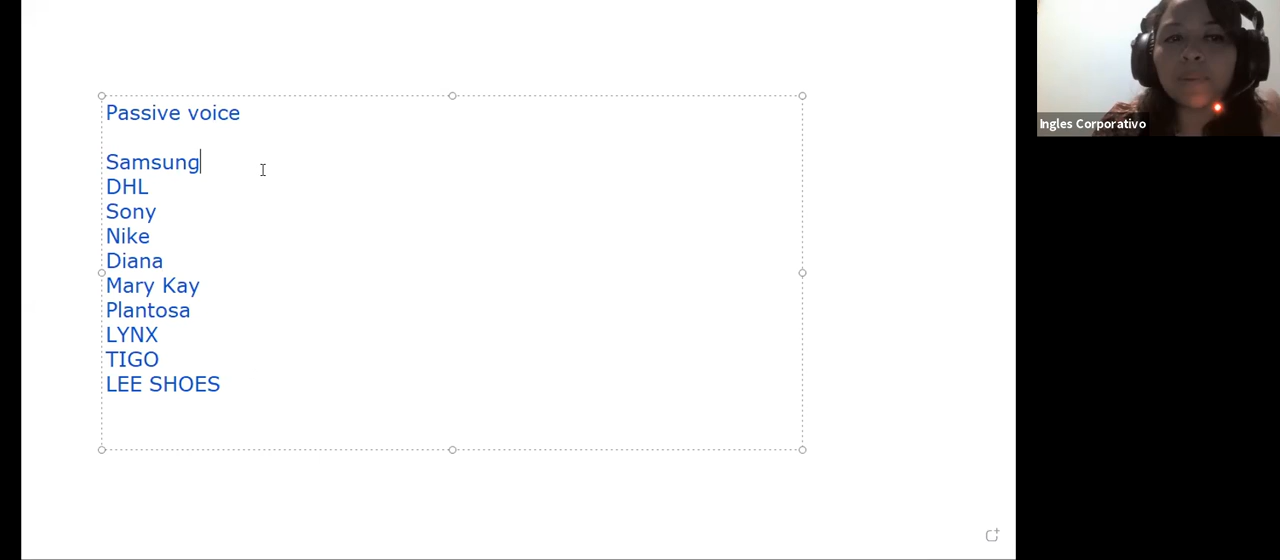 Passive voice
Samsung
DHL
Sony
Nike
Diana
Mary Kay
Plantosa
LYNX
TIGO
LEE SHOES
Ingles Corporativo